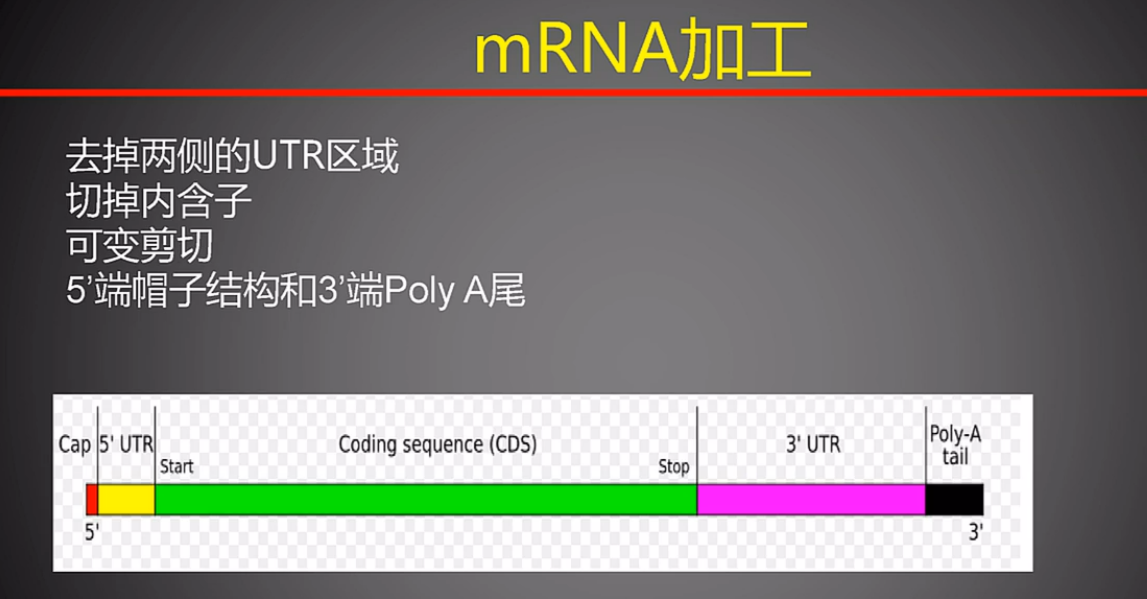 mRNA加工
去掉两侧的UTR区域
切掉内含子
可变剪切
5’端帽子结构和3’端Poly A尾
Cap 5' UTR Coding sequence (CDS) 3' UTR Poly-A
tail
Start Stop
5' 3'